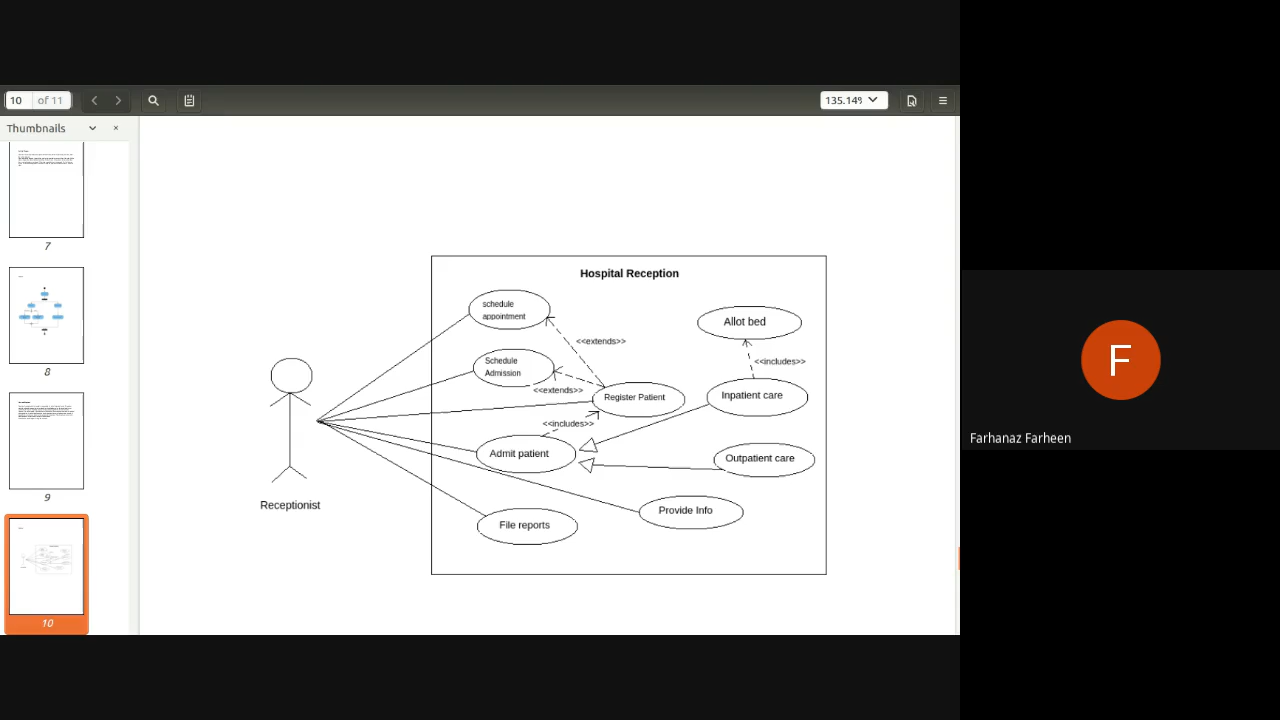 10 of 11
135.14%
Thumbnails
7
8
9
10
Hospital Reception
schedule
appointment
<<extends>>
Schedule
Admission
<<extends>>
Register Patient
<<includes>>
Admit patient
Allot bed
<<includes>>
Inpatient care
Outpatient care
Provide Info
File reports
Receptionist
F
Farhanaz Farheen